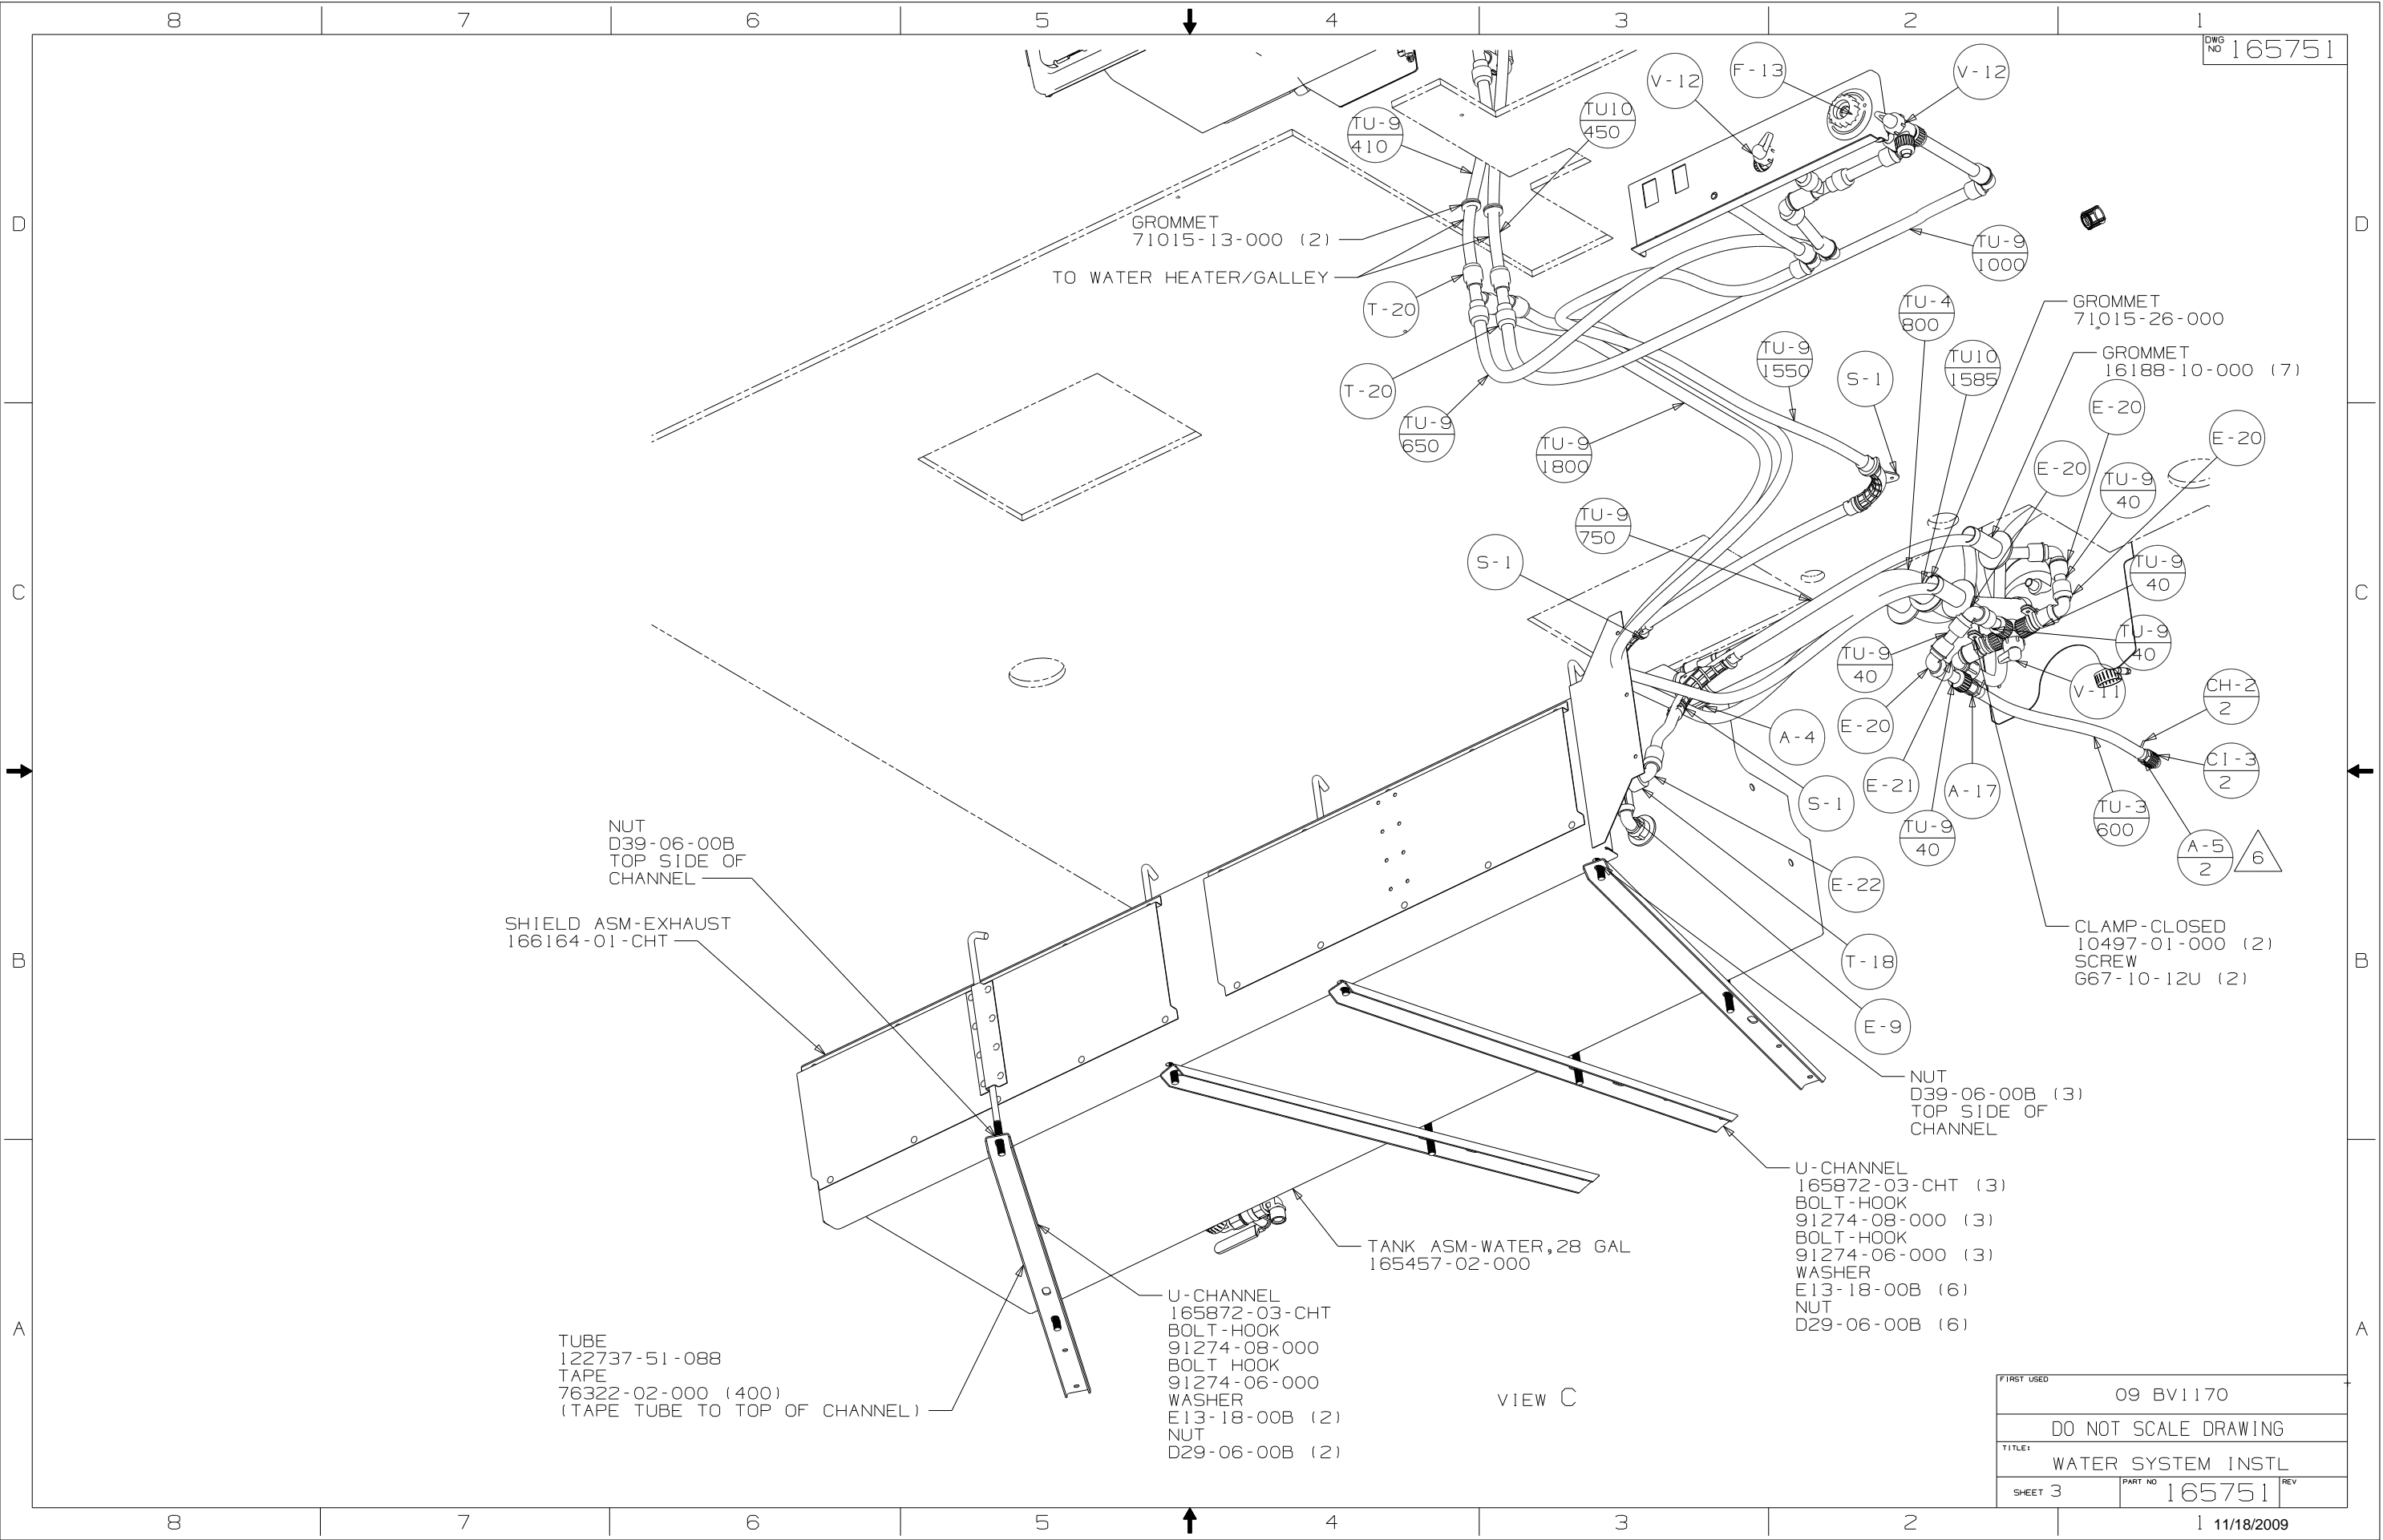 8 7 6 5 4 3 2 1
DWG NO 165751
V-12
F-13
V-12
TU-9
410
TU10
450
GROMMET
71015-13-000 (2)
TO WATER HEATER/GALLEY
D
D
TU-9
1000
T-20
TU-4
800
GROMMET
71015-26-000
GROMMET
16188-10-000 (7)
T-20
TU-9
1550
TU10
1585
S-1
E-20
E-20
TU-9
650
TU-9
1800
E-20
TU-9
40
TU-9
750
S-1
TU-9
40
C
C
TU-9
40
TU-9
40
V-11
CH-2
2
E-20
A-4
CI-3
2
S-1
E-21
A-17
TU-3
600
TU-9
40
A-5
2
6
NUT
D39-06-00B
TOP SIDE OF
CHANNEL
E-22
SHIELD ASM-EXHAUST
166164-01-CHT
CLAMP-CLOSED
10497-01-000 (2)
SCREW
G67-10-12U (2)
B
B
T-18
E-9
NUT
D39-06-00B (3)
TOP SIDE OF
CHANNEL
U-CHANNEL
165872-03-CHT (3)
BOLT-HOOK
91274-08-000 (3)
BOLT-HOOK
91274-06-000 (3)
WASHER
E13-18-00B (6)
NUT
D29-06-00B (6)
TANK ASM-WATER,28 GAL
165457-02-000
U-CHANNEL
165872-03-CHT
BOLT-HOOK
91274-08-000
BOLT HOOK
91274-06-000
WASHER
E13-18-00B (2)
NUT
D29-06-00B (2)
A
A
TUBE
122737-51-088
TAPE
76322-02-000 (400)
(TAPE TUBE TO TOP OF CHANNEL)
VIEW C
FIRST USED
09 BV1170
DO NOT SCALE DRAWING
TITLE:
WATER SYSTEM INSTL
SHEET 3 PART NO 165751 REV
8 7 6 5 4 3 2 1 11/18/2009